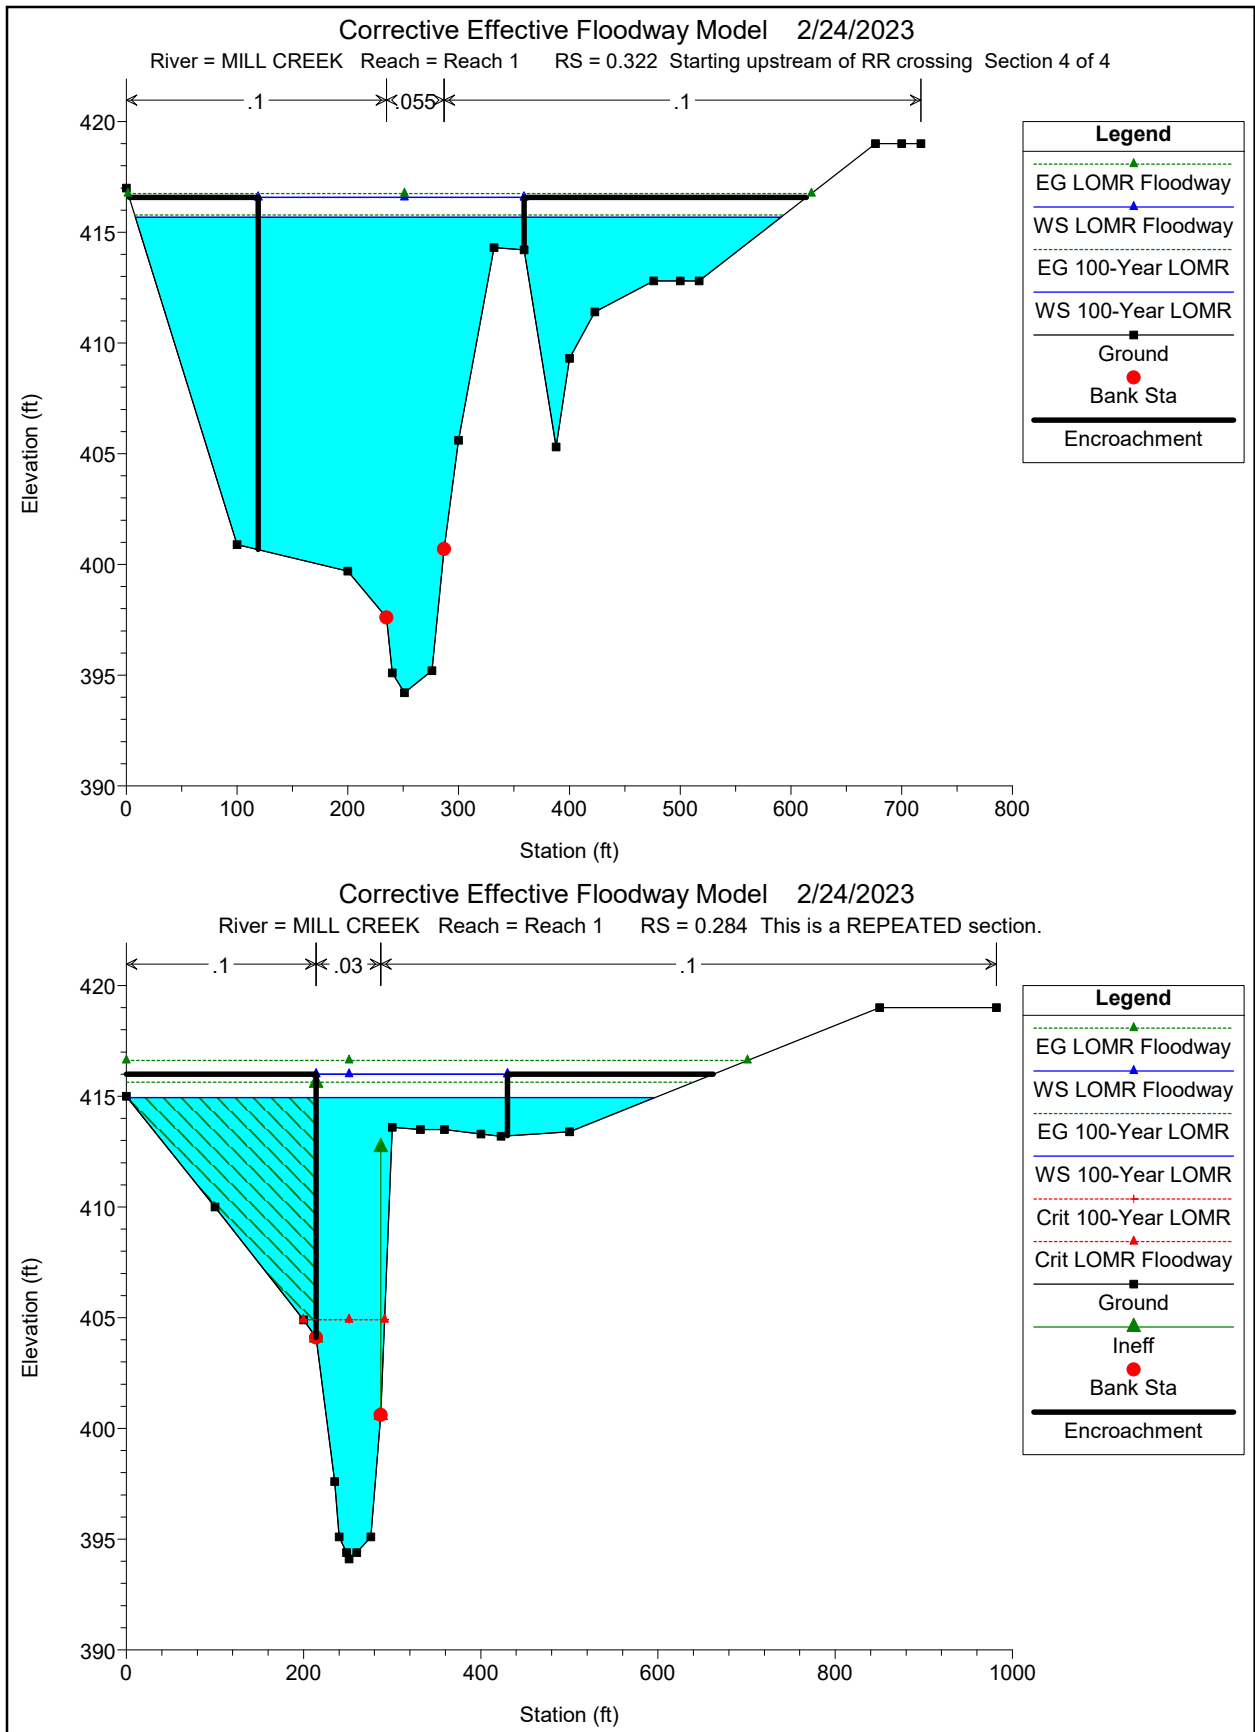 Corrective Effective Floodway Model 2/24/2023
River = MILL CREEK Reach = Reach 1 RS = 0.322 Starting upstream of RR crossing Section 4 of 4
.1 .055 .1
420
415
410
405
400
395
390
Elevation (ft)
0 100 200 300 400 500 600 700 800
Station (ft)
Legend
EG LOMR Floodway
WS LOMR Floodway
EG 100-Year LOMR
WS 100-Year LOMR
Ground
Bank Sta
Encroachment
Corrective Effective Floodway Model 2/24/2023
River = MILL CREEK Reach = Reach 1 RS = 0.284 This is a REPEATED section.
.1 .03 .1
420
415
410
405
400
395
390
Elevation (ft)
0 200 400 600 800 1000
Station (ft)
Legend
EG LOMR Floodway
WS LOMR Floodway
EG 100-Year LOMR
WS 100-Year LOMR
Crit 100-Year LOMR
Crit LOMR Floodway
Ground
Ineff
Bank Sta
Encroachment